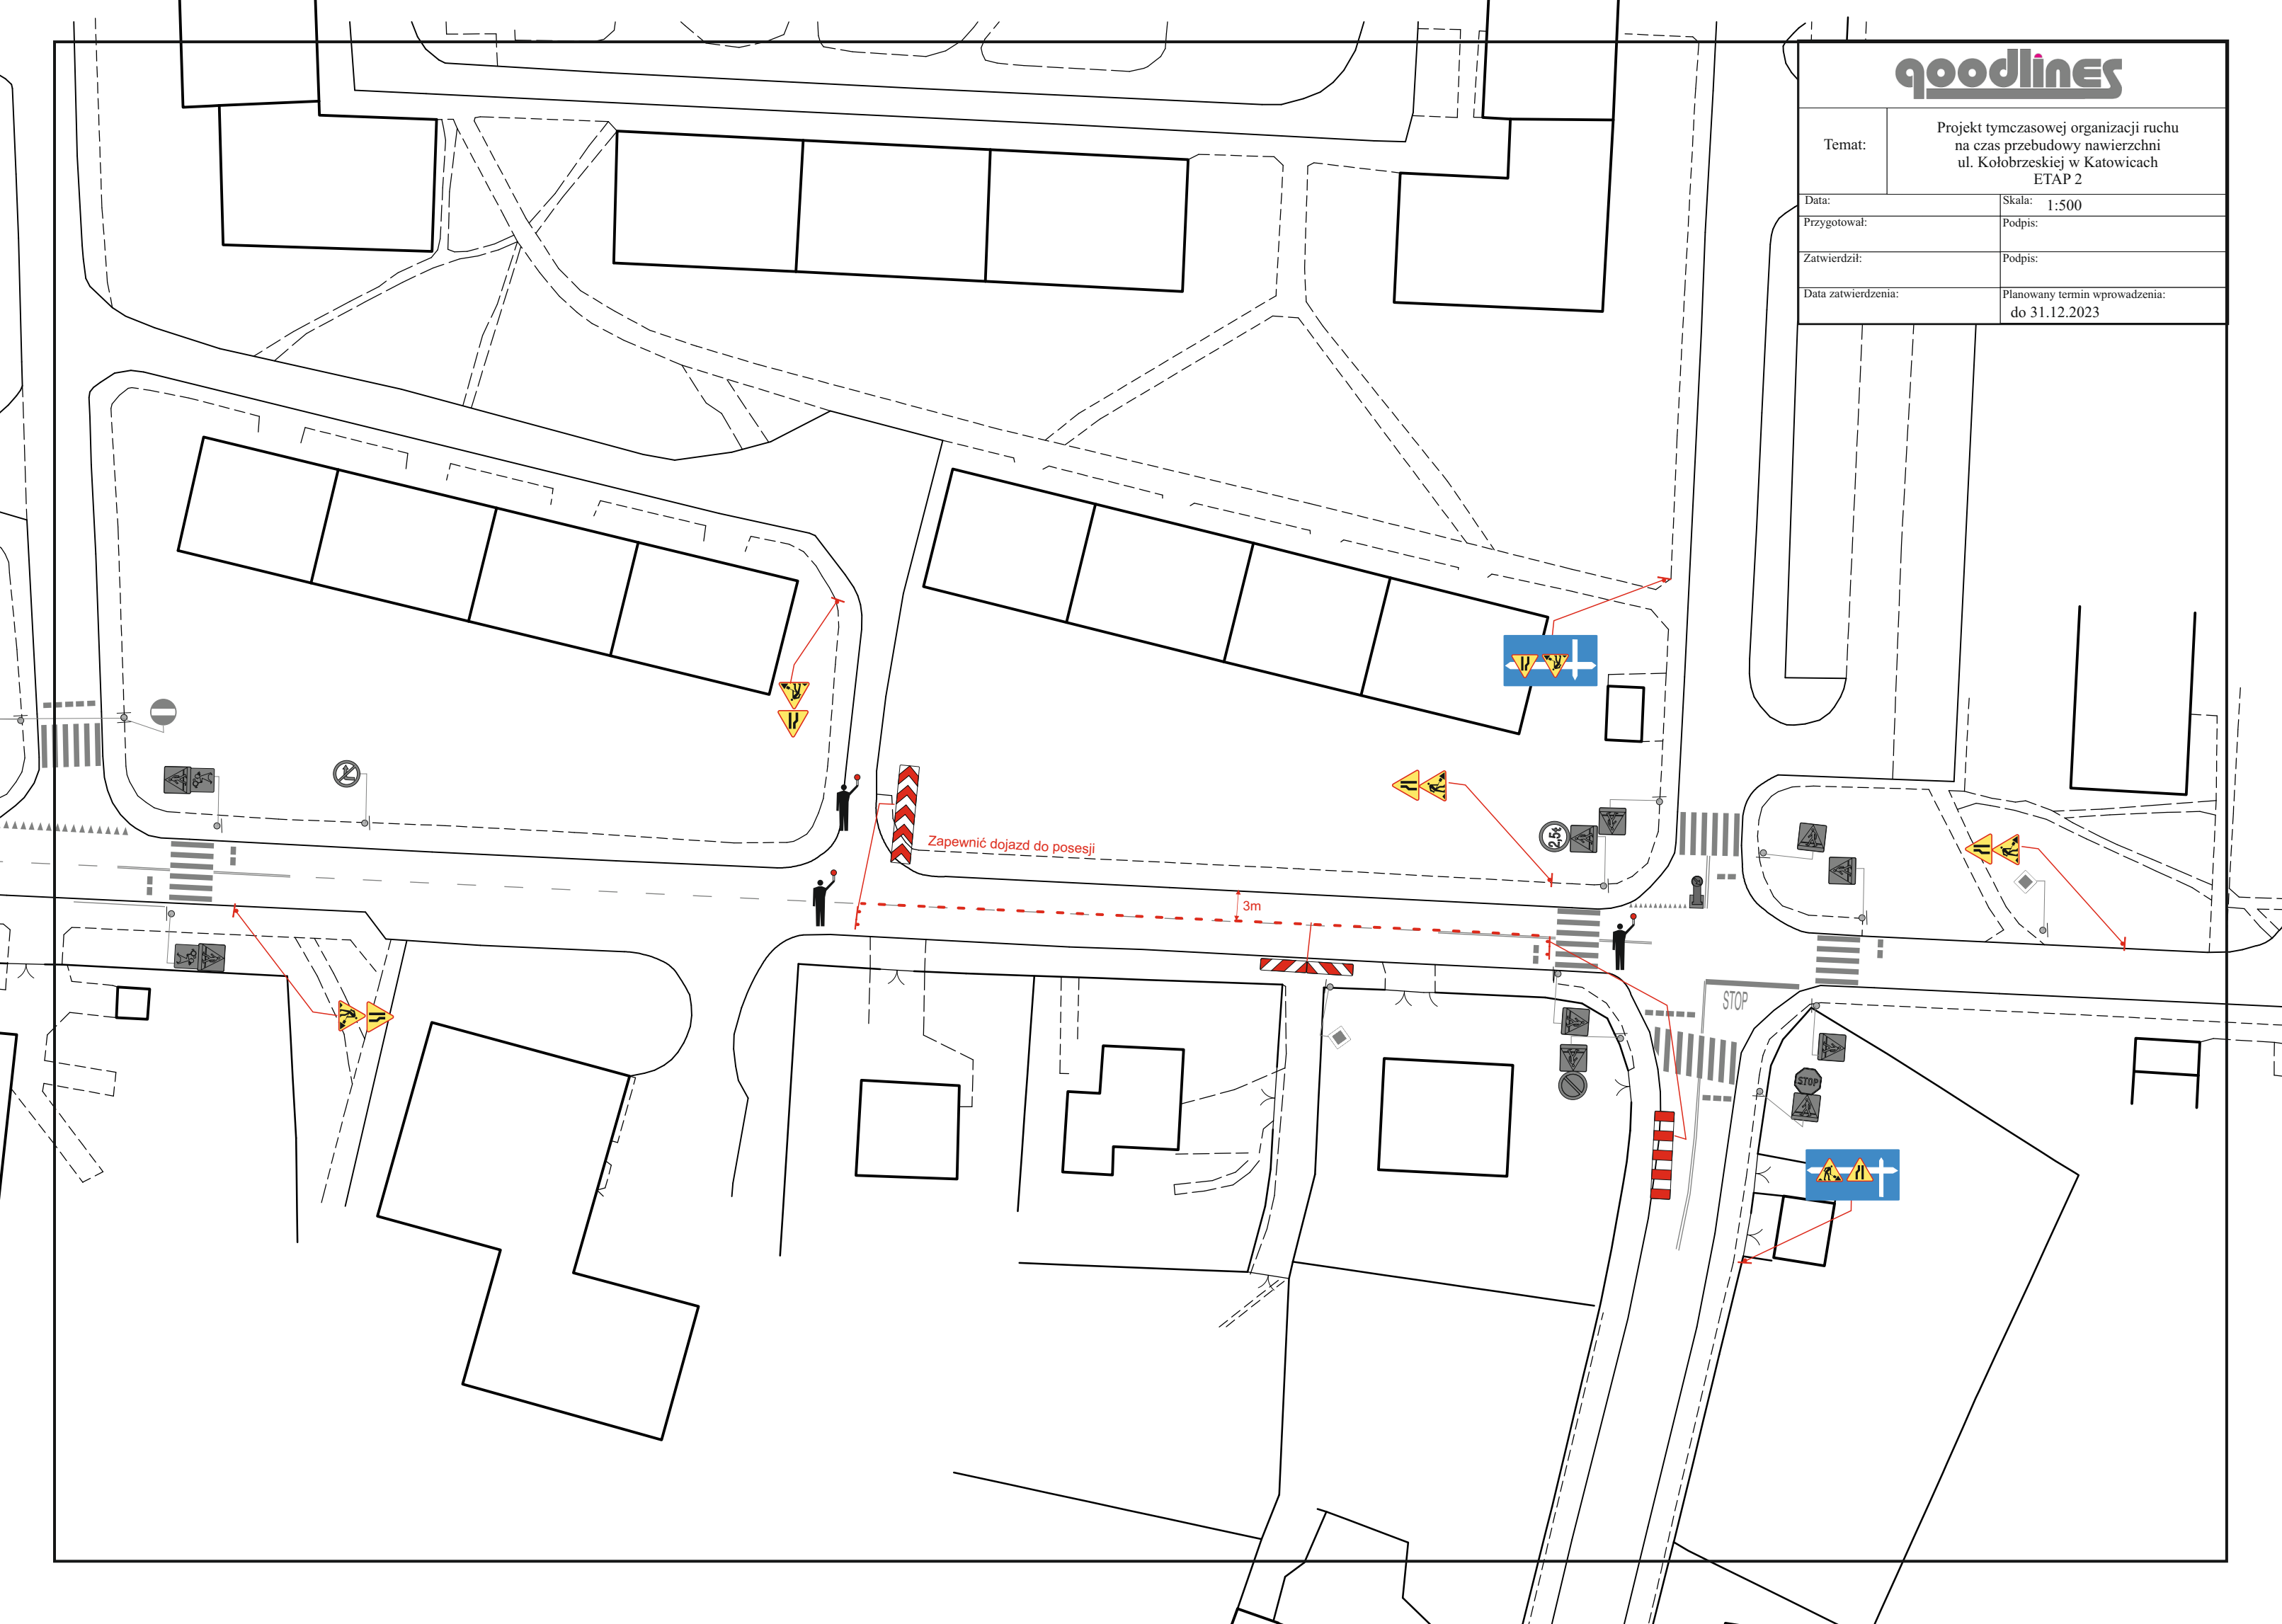 goodlines
Temat:
Projekt tymczasowej organizacji ruchu
na czas przebudowy nawierzchni
ul. Kołobrzeskiej w Katowicach
ETAP 2
Data:
Skala: 1:500
Przygotował:
Podpis:
Zatwierdził:
Podpis:
Data zatwierdzenia:
Planowany termin wprowadzenia:
do 31.12.2023
Zapewnić dojazd do posesji
2.5t
3m
STOP
STOP